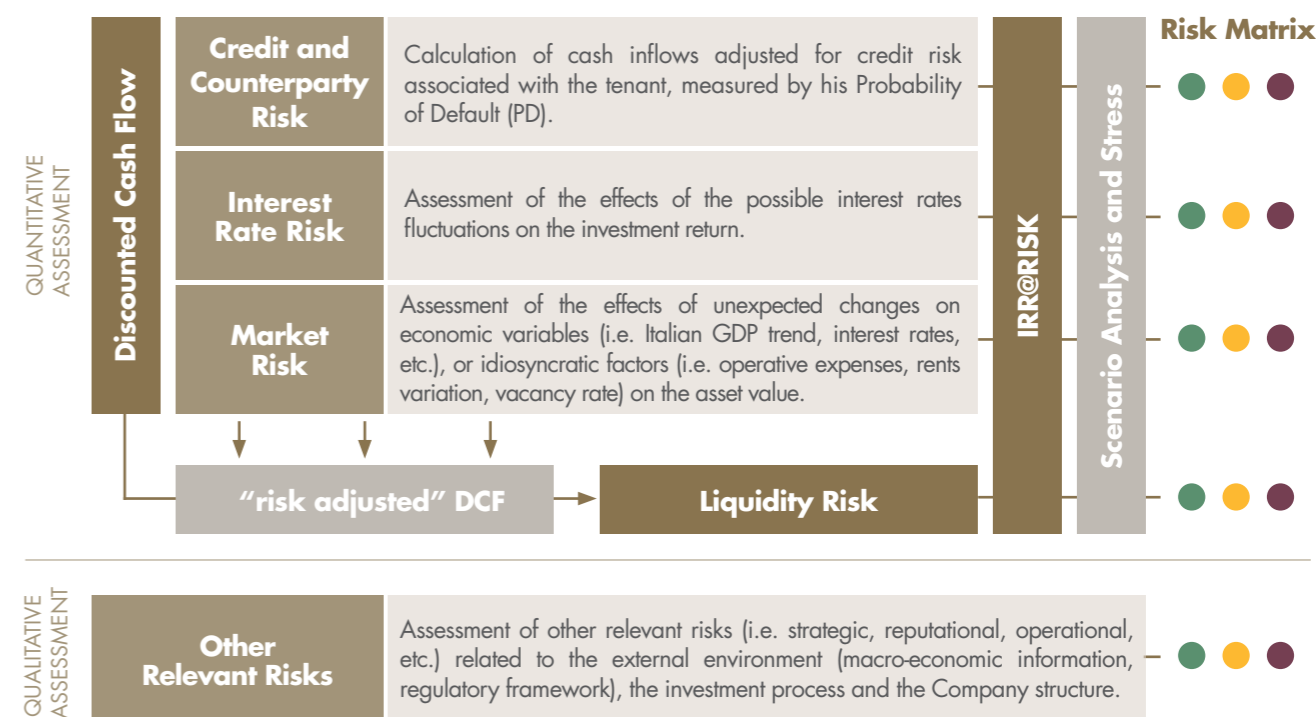 Risk Matrix
QUANTITATIVE
ASSESSMENT
Discounted Cash Flow
Credit and
Counterparty
Risk
Calculation of cash inflows adjusted for credit risk
associated with the tenant, measured by his Probability
of Default (PD).
Interest
Rate Risk
Assessment of the effects of the possible interest rates
fluctuations on the investment return.
Market
Risk
Assessment of the effects of unexpected changes on
economic variables (i.e. Italian GDP trend, interest rates,
etc.), or idiosyncratic factors (i.e. operative expenses, rents
variation, vacancy rate) on the asset value.
IRR@RISK
Scenario Analysis and Stress
“risk adjusted” DCF
Liquidity Risk
QUALITATIVE
ASSESSMENT
Other
Relevant Risks
Assessment of other relevant risks (i.e. strategic, reputational, operational,
etc.) related to the external environment (macro-economic information,
regulatory framework), the investment process and the Company structure.